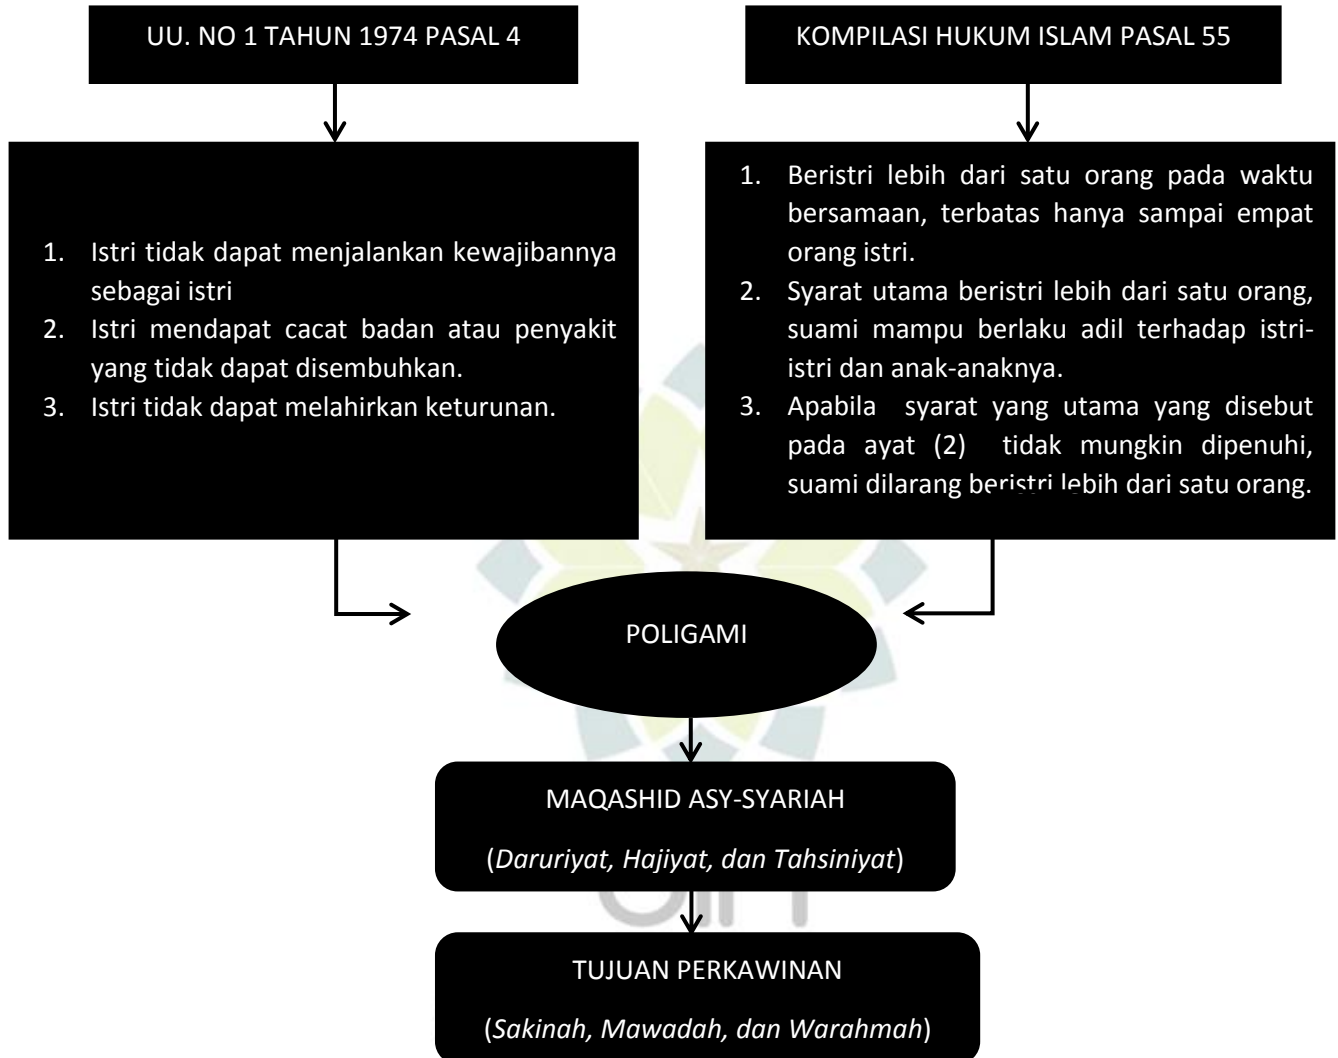 UU. NO 1 TAHUN 1974 PASAL 4
KOMPILASI HUKUM ISLAM PASAL 55
1. Istri tidak dapat menjalankan kewajibannya
sebagai istri
2. Istri mendapat cacat badan atau penyakit
yang tidak dapat disembuhkan.
3. Istri tidak dapat melahirkan keturunan.
1. Beristri lebih dari satu orang pada waktu
bersamaan, terbatas hanya sampai empat
orang istri.
2. Syarat utama beristri lebih dari satu orang,
suami mampu berlaku adil terhadap istri-
istri dan anak-anaknya.
3. Apabila syarat yang utama yang disebut
pada ayat (2) tidak mungkin dipenuhi,
suami dilarang beristri lebih dari satu orang.
POLIGAMI
MAQASHID ASY-SYARIAH
(Daruriyat, Hajiyat, dan Tahsiniyat)
TUJUAN PERKAWINAN
(Sakinah, Mawadah, dan Warahmah)